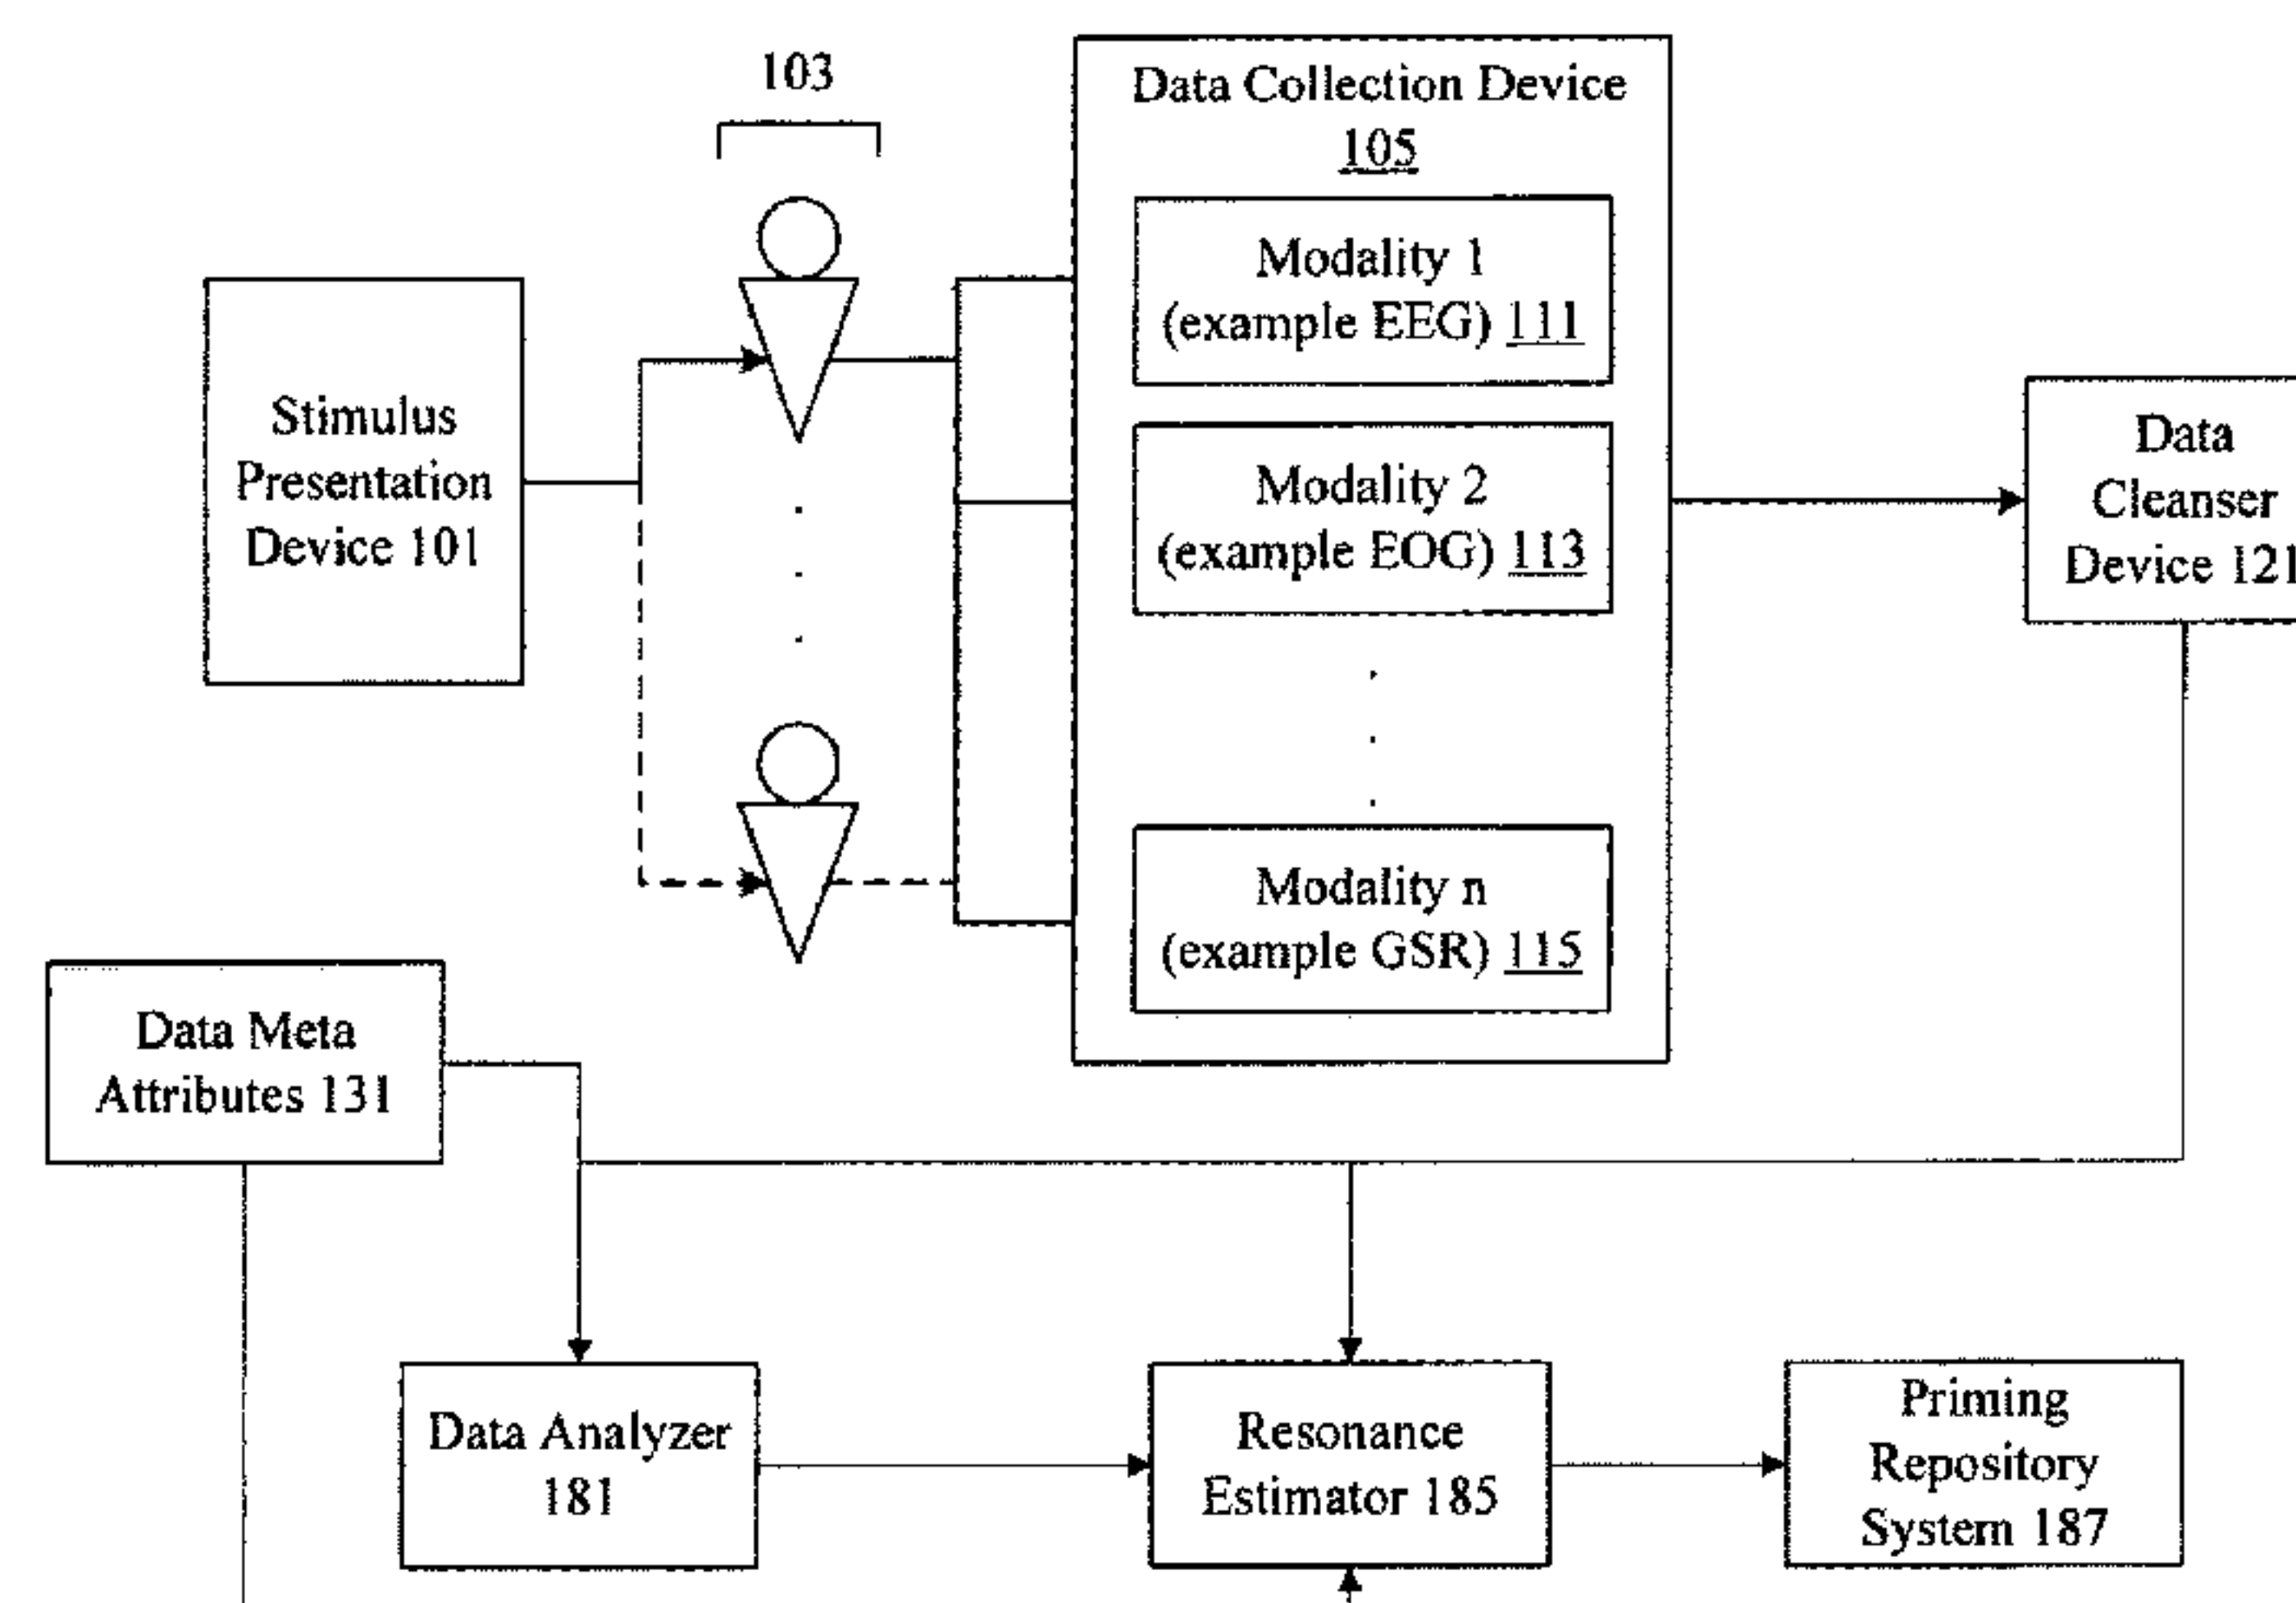 103
Data Collection Device
105
Modality 1
(example EEG) 111
Stimulus
Presentation
Device 101
Modality 2
(example EOG) 113
Data
Cleanser
Device 121
Modality n
(example GSR) 115
Data Meta
Attributes 131
Data Analyzer
181
Resonance
Estimator 185
Priming
Repository
System 187